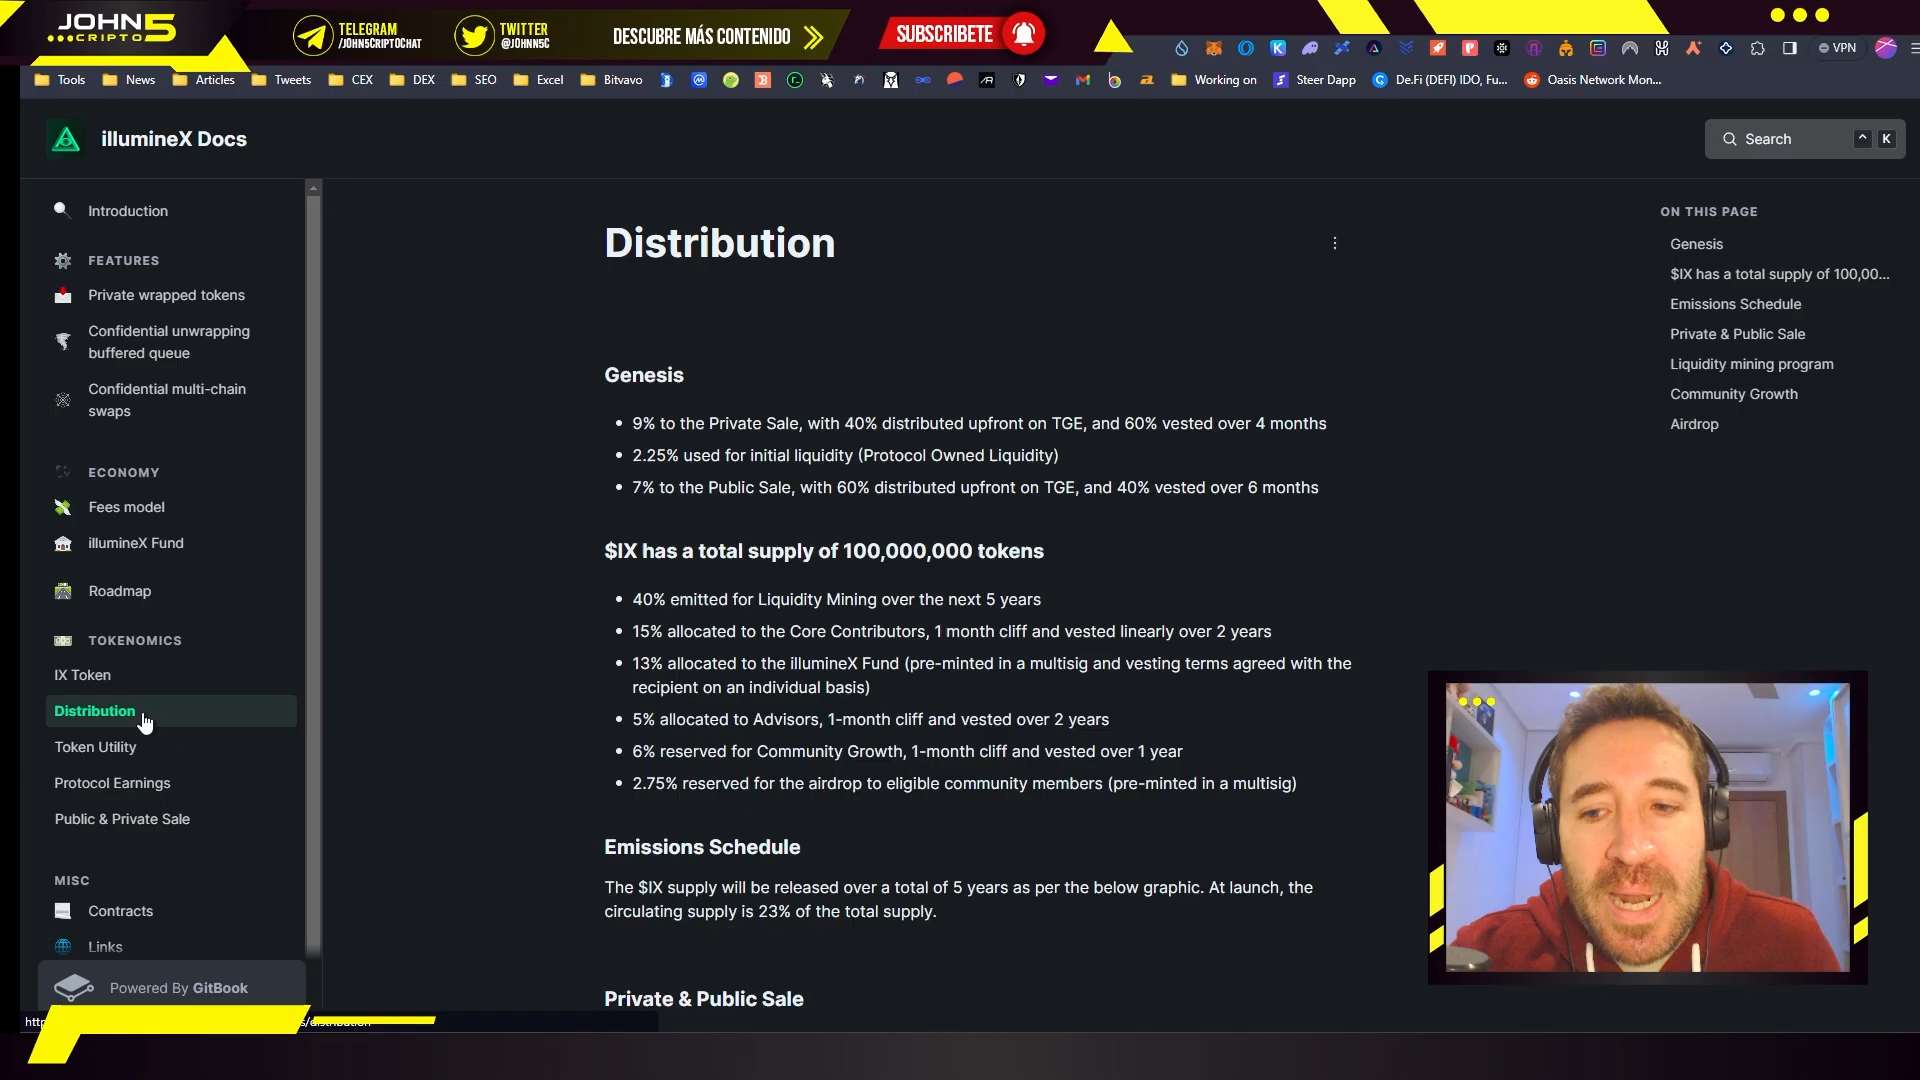 JOHN5
CRIPTO
TELEGRAM
/JOHN5CRIPTOCHAT
TWITTER
@J0HNN5C
DESCUBRE MÁS CONTENIDO
SUBSCRIBETE
VPN
Tools
News
Articles
Tweets
CEX
DEX
SEO
Excel
Bitvavo
Working on
Steer Dapp
De.Fi (DEFI) IDO, Fu...
Oasis Network Mon...
illumineX Docs
Search
^ K
Introduction
FEATURES
Private wrapped tokens
Confidential unwrapping
buffered queue
Confidential multi-chain
swaps
ECONOMY
Fees model
illumineX Fund
Roadmap
TOKENOMICS
IX Token
Distribution
Token Utility
Protocol Earnings
Public & Private Sale
MISC
Contracts
Links
Powered By GitBook
Distribution
Genesis
• 9% to the Private Sale, with 40% distributed upfront on TGE, and 60% vested over 4 months
• 2.25% used for initial liquidity (Protocol Owned Liquidity)
• 7% to the Public Sale, with 60% distributed upfront on TGE, and 40% vested over 6 months
$IX has a total supply of 100,000,000 tokens
• 40% emitted for Liquidity Mining over the next 5 years
• 15% allocated to the Core Contributors, 1 month cliff and vested linearly over 2 years
• 13% allocated to the illumineX Fund (pre-minted in a multisig and vesting terms agreed with the
recipient on an individual basis)
• 5% allocated to Advisors, 1-month cliff and vested over 2 years
• 6% reserved for Community Growth, 1-month cliff and vested over 1 year
• 2.75% reserved for the airdrop to eligible community members (pre-minted in a multisig)
Emissions Schedule
The $IX supply will be released over a total of 5 years as per the below graphic. At launch, the
circulating supply is 23% of the total supply.
Private & Public Sale
ON THIS PAGE
Genesis
$IX has a total supply of 100,00...
Emissions Schedule
Private & Public Sale
Liquidity mining program
Community Growth
Airdrop